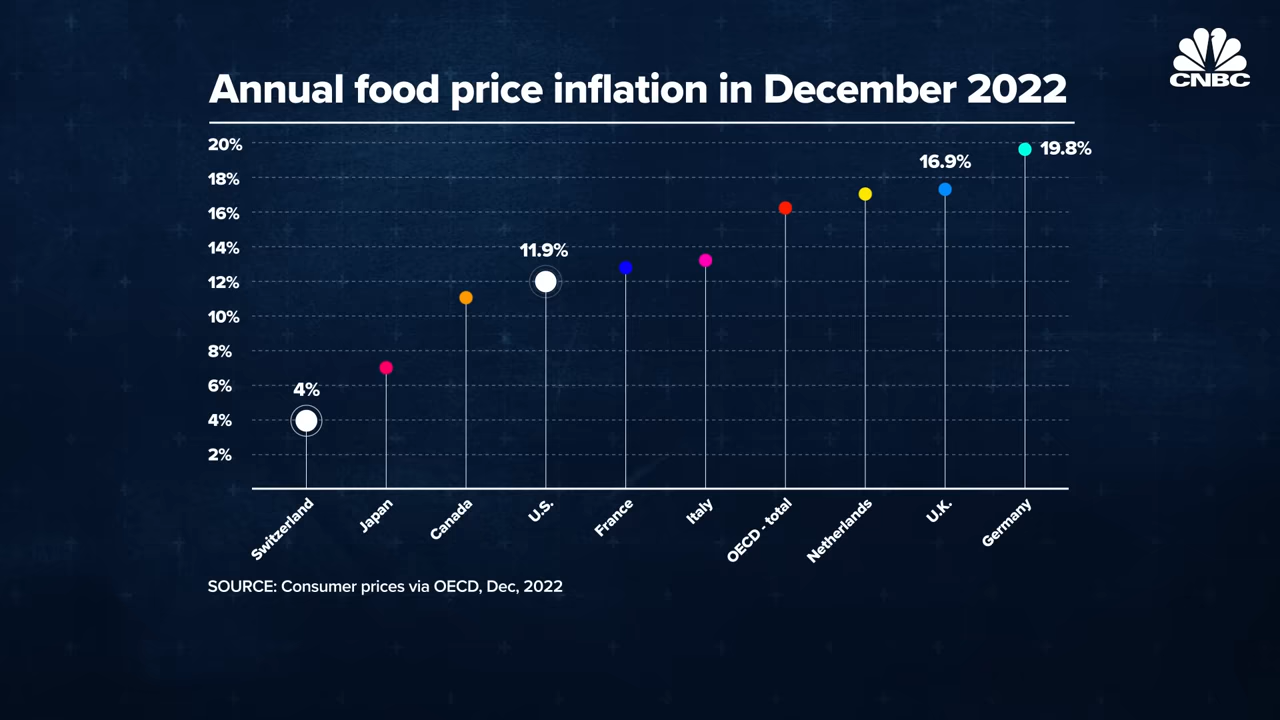 CNBC
Annual food price inflation in December 2022
20%
19.8%
16.9%
18%
16%
14%
11.9%
12%
10%
8%
6%
4%
4%
2%
Switzerland
Japan
Canada
U.S.
France
Italy
OECD - total
Netherlands
U.K.
Germany
SOURCE: Consumer prices via OECD, Dec, 2022